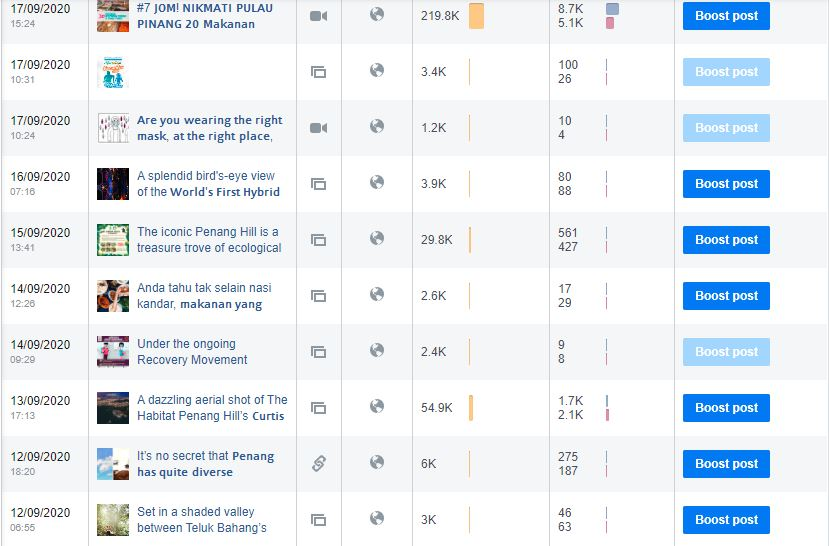 17/09/2020
15:24
#7 JOM! NIKMATI PULAU
PINANG 20 Makanan
219.8K
8.7K
5.1K
Boost post
17/09/2020
10:31
3.4K
100
26
Boost post
17/09/2020
10:24
Are you wearing the right
mask, at the right place,
1.2K
10
4
Boost post
16/09/2020
07:16
A splendid bird's-eye view
of the World's First Hybrid
3.9K
80
88
Boost post
15/09/2020
13:41
The iconic Penang Hill is a
treasure trove of ecological
29.8K
561
427
Boost post
14/09/2020
12:26
Anda tahu tak selain nasi
kandar, makanan yang
2.6K
17
29
Boost post
14/09/2020
09:29
Under the ongoing
Recovery Movement
2.4K
9
8
Boost post
13/09/2020
17:13
A dazzling aerial shot of The
Habitat Penang Hill's Curtis
54.9K
1.7K
2.1K
Boost post
12/09/2020
18:20
It's no secret that Penang
has quite diverse
6K
275
187
Boost post
12/09/2020
06:55
Set in a shaded valley
between Teluk Bahang's
3K
46
63
Boost post